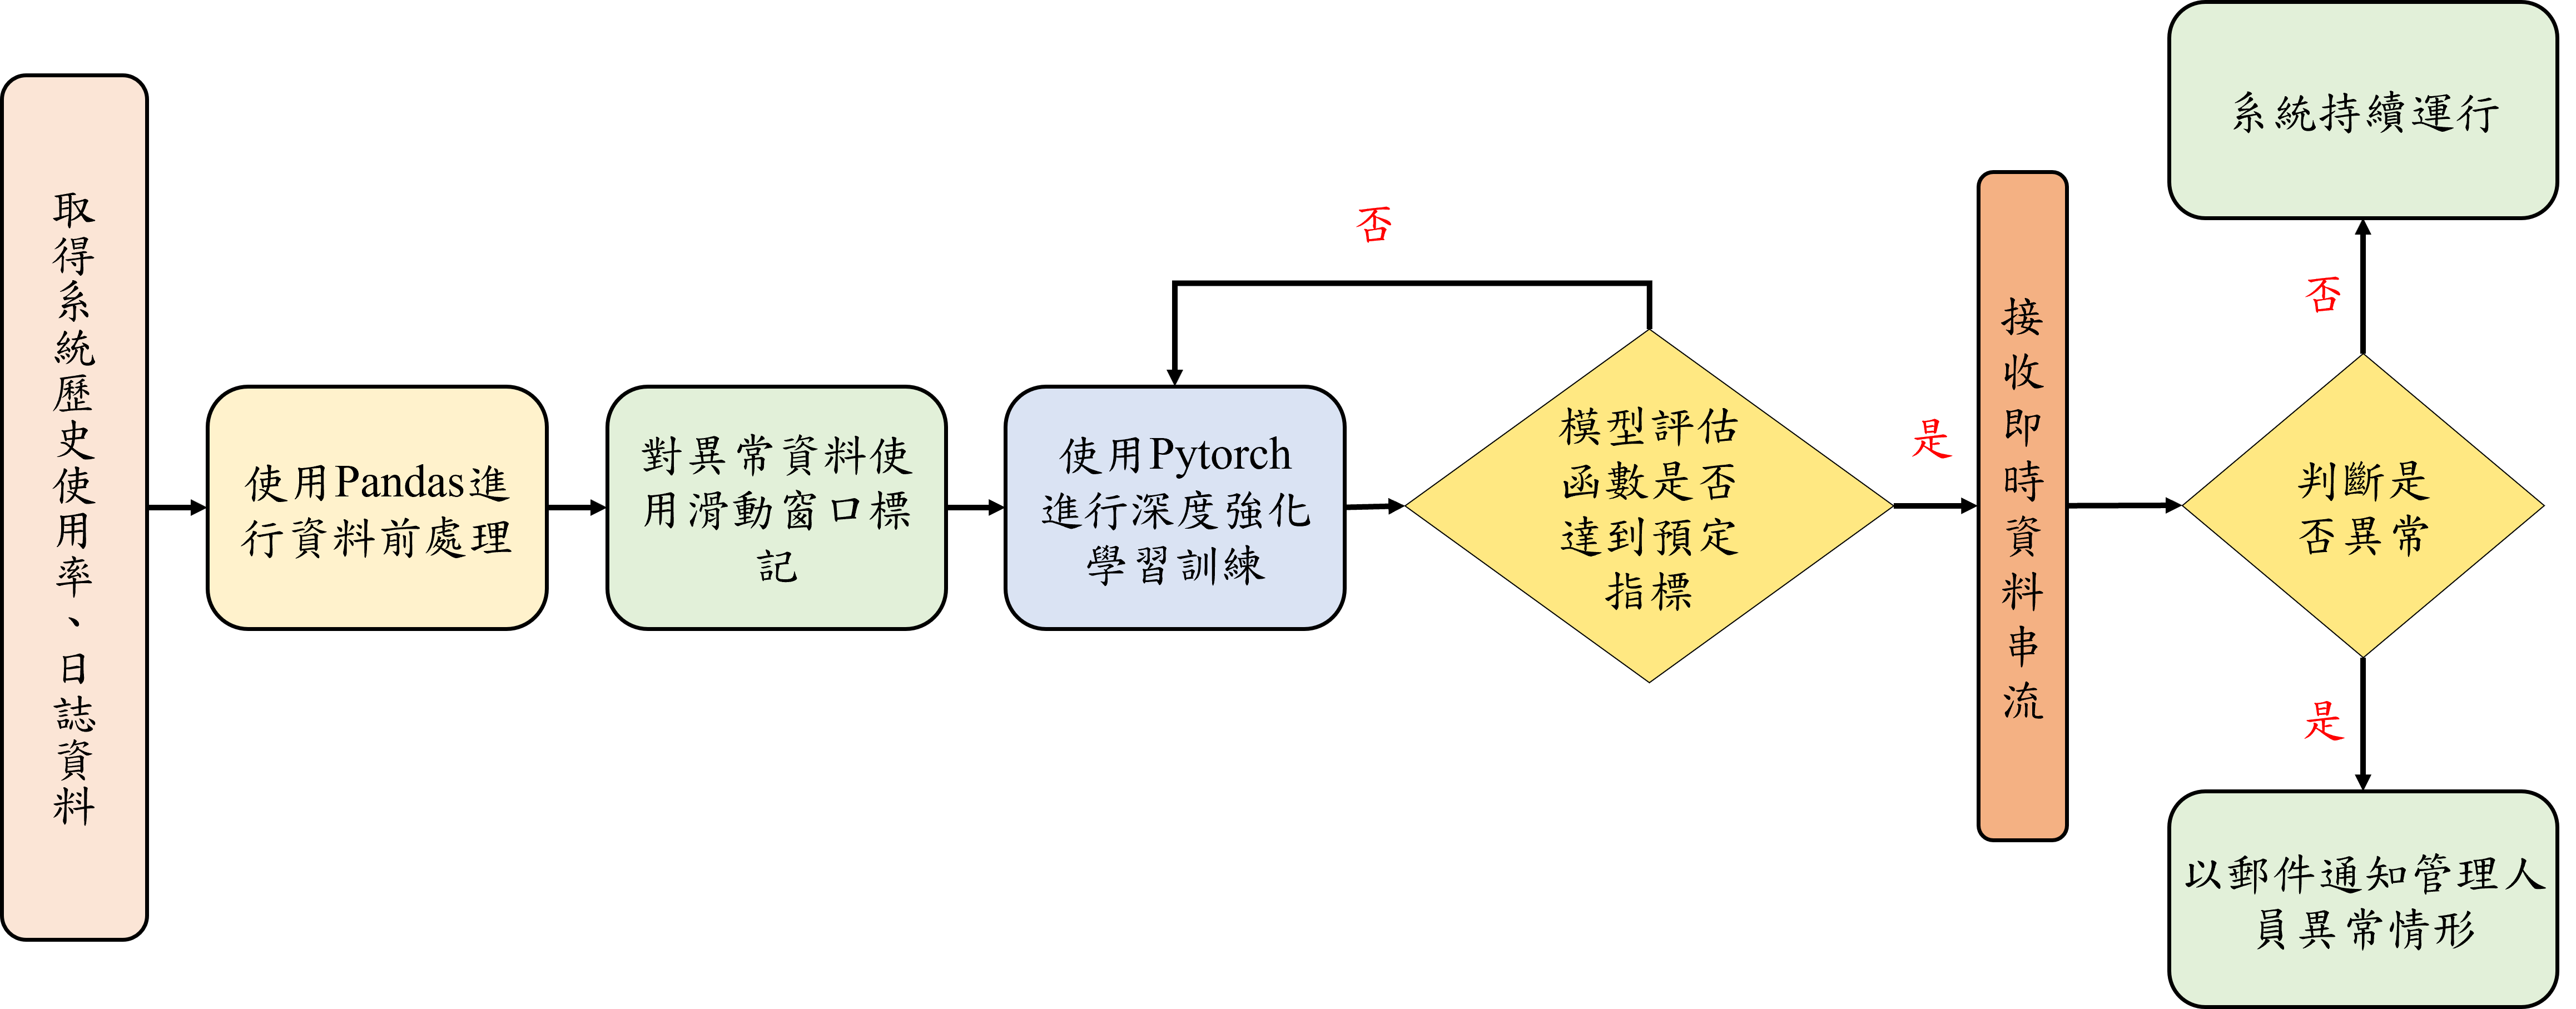 取得系統歷史使用率、日誌資料
使用Pandas進
行資料前處理
對異常資料使
用滑動窗口標
記
使用Pytorch
進行深度強化
學習訓練
否
模型評估
函數是否
達到預定
指標
是
接收即時資料串流
判斷是
否異常
否
系統持續運行
是
以郵件通知管理人
員異常情形